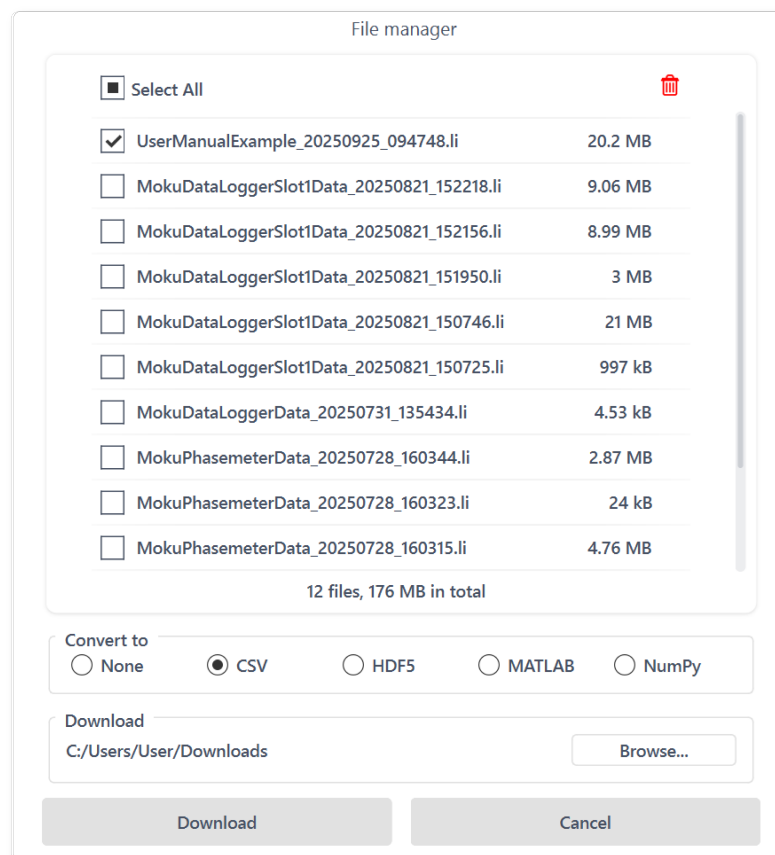 File manager
Select All
UserManualExample_20250925_094748.li 20.2 MB
MokuDataLoggerSlot1Data_20250821_152218.li 9.06 MB
MokuDataLoggerSlot1Data_20250821_152156.li 8.99 MB
MokuDataLoggerSlot1Data_20250821_151950.li 3 MB
MokuDataLoggerSlot1Data_20250821_150746.li 21 MB
MokuDataLoggerSlot1Data_20250821_150725.li 997 kB
MokuDataLoggerData_20250731_135434.li 4.53 kB
MokuPhasemeterData_20250728_160344.li 2.87 MB
MokuPhasemeterData_20250728_160323.li 24 kB
MokuPhasemeterData_20250728_160315.li 4.76 MB
12 files, 176 MB in total
Convert to
None CSV HDF5 MATLAB NumPy
Download
C:/Users/User/Downloads Browse...
Download Cancel